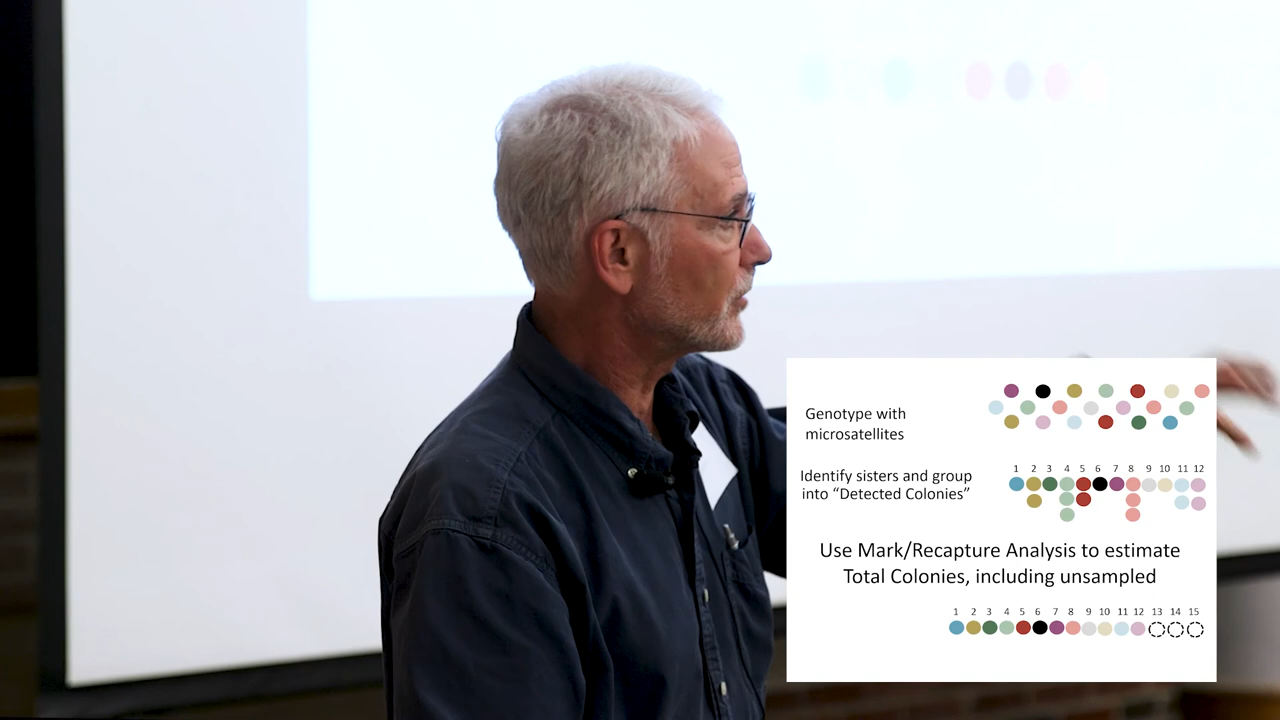 Genotype with
microsatellites
Identify sisters and group
into “Detected Colonies”
1 2 3 4 5 6 7 8 9 10 11 12
Use Mark/Recapture Analysis to estimate
Total Colonies, including unsampled
1 2 3 4 5 6 7 8 9 10 11 12 13 14 15